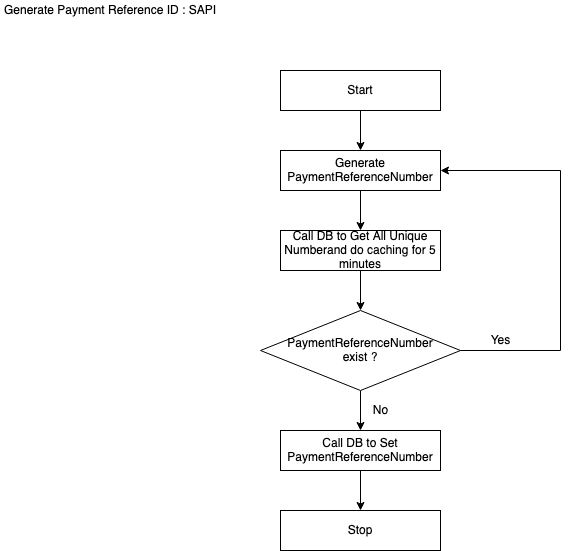 Generate Payment Reference ID : SAPI
Start
Generate
PaymentReferenceNumber
Call DB to Get All Unique
Numberand do caching for 5
minutes
PaymentReferenceNumber
exist ?
Yes
No
Call DB to Set
PaymentReferenceNumber
Stop